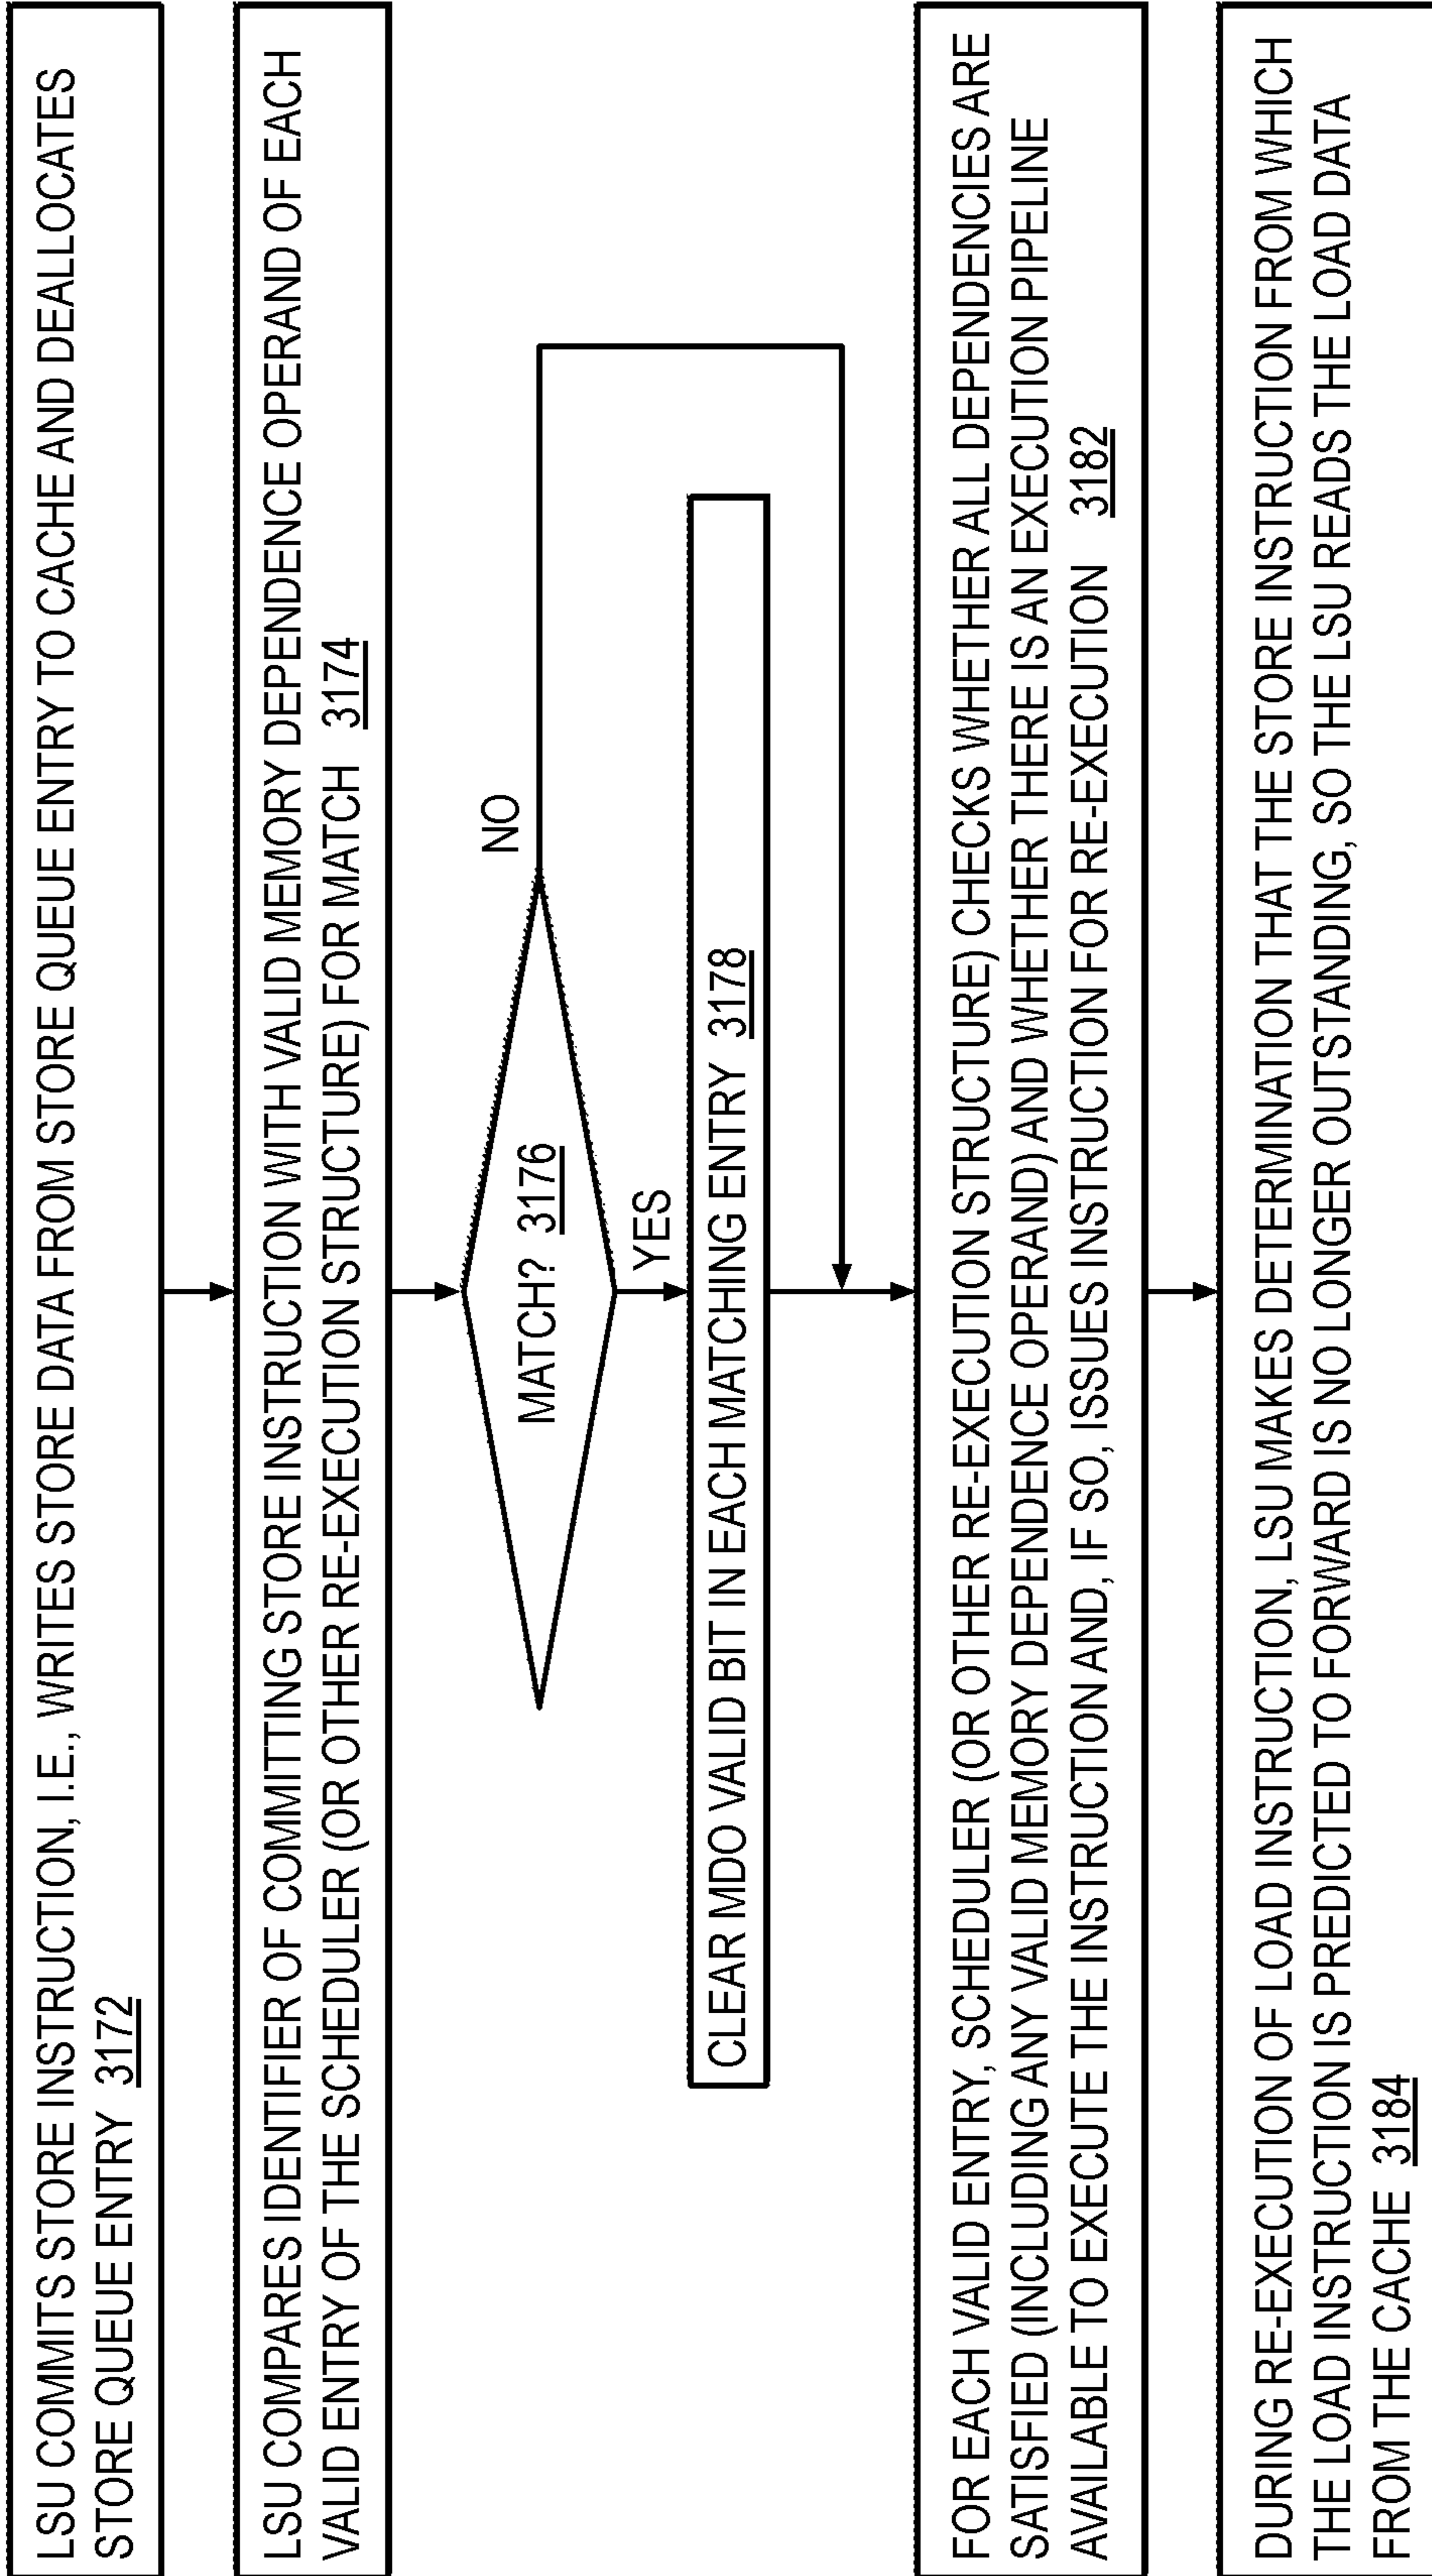 LSU COMMITS STORE INSTRUCTION, I.E., WRITES STORE DATA FROM STORE QUEUE ENTRY TO CACHE AND DEALLOCATES
STORE QUEUE ENTRY 3172
LSU COMPARES IDENTIFIER OF COMMITTING STORE INSTRUCTION WITH VALID MEMORY DEPENDENCE OPERAND OF EACH
VALID ENTRY OF THE SCHEDULER (OR OTHER RE-EXECUTION STRUCTURE) FOR MATCH 3174
NO
MATCH? 3176
YES
CLEAR MDO VALID BIT IN EACH MATCHING ENTRY 3178
FOR EACH VALID ENTRY, SCHEDULER (OR OTHER RE-EXECUTION STRUCTURE) CHECKS WHETHER ALL DEPENDENCIES ARE
SATISFIED (INCLUDING ANY VALID MEMORY DEPENDENCE OPERAND) AND WHETHER THERE IS AN EXECUTION PIPELINE
AVAILABLE TO EXECUTE THE INSTRUCTION AND, IF SO, ISSUES INSTRUCTION FOR RE-EXECUTION 3182
DURING RE-EXECUTION OF LOAD INSTRUCTION, LSU MAKES DETERMINATION THAT THE STORE INSTRUCTION FROM WHICH
THE LOAD INSTRUCTION IS PREDICTED TO FORWARD IS NO LONGER OUTSTANDING, SO THE LSU READS THE LOAD DATA
FROM THE CACHE 3184